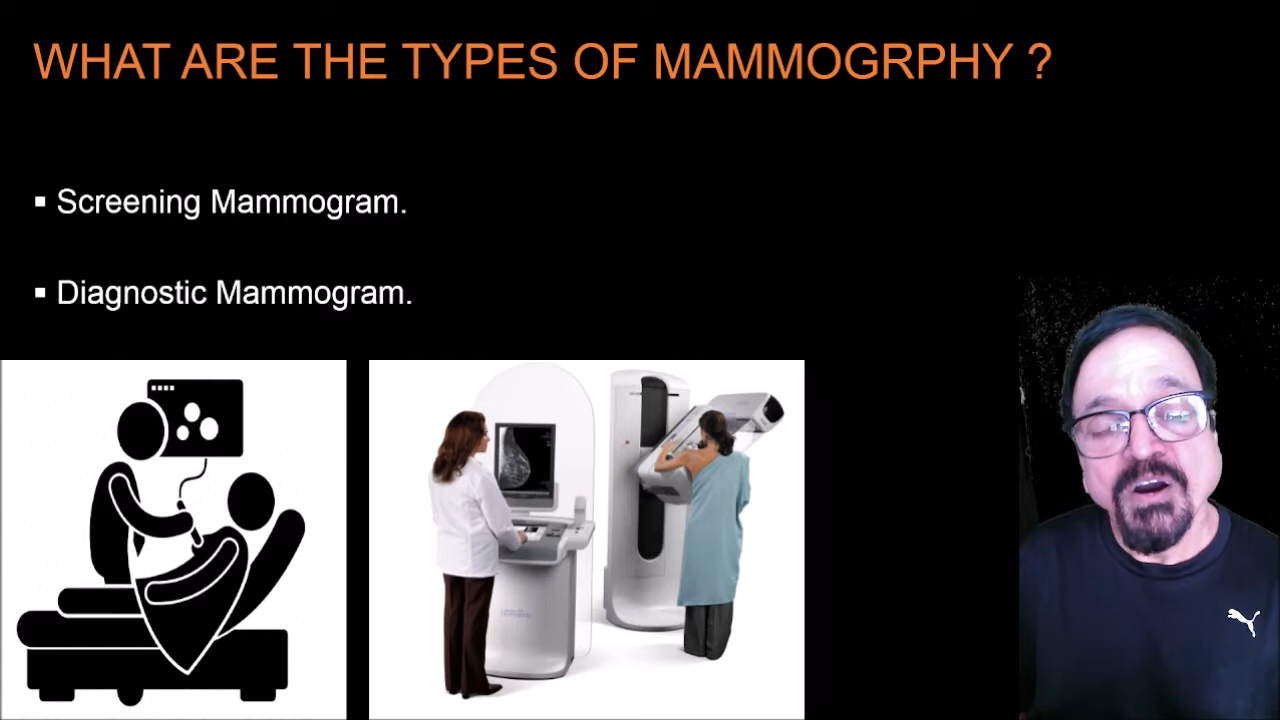 WHAT ARE THE TYPES OF MAMMOGRPHY ?
▪ Screening Mammogram.
▪ Diagnostic Mammogram.